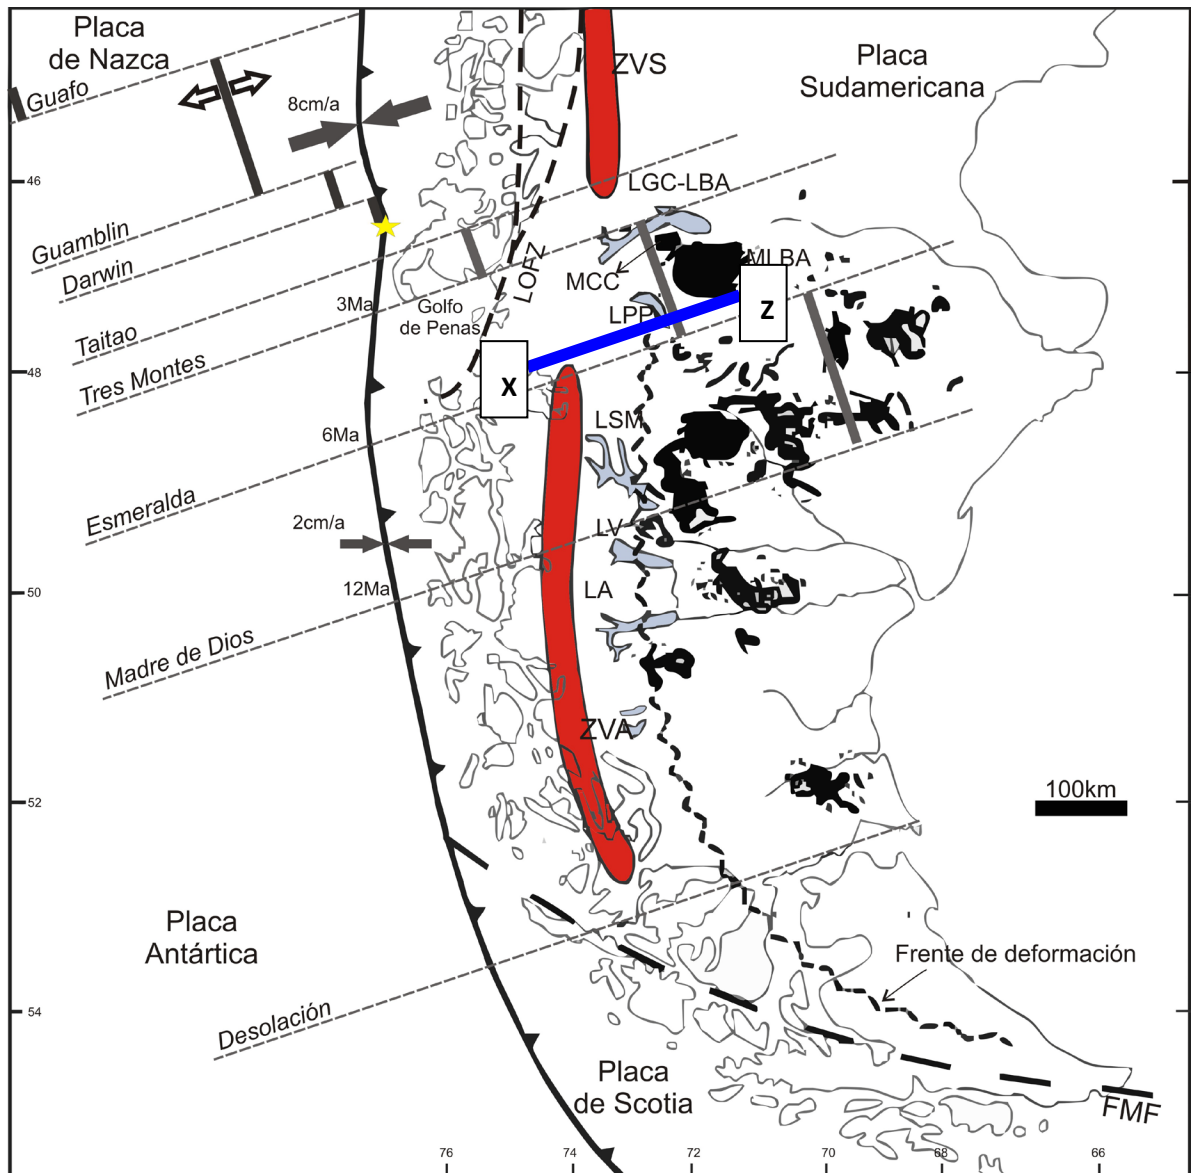 Placa
de Nazca
Placa
Sudamericana
ZVS
Guafo
8cm/a
46
LGC-LBA
Guamblin
Darwin
LOFZ
MCC
MLBA
3Ma
Golfo
de Penas
LPP
Z
Taitao
Tres Montes
48
X
6Ma
LSM
Esmeralda
2cm/a
LV
50
12Ma
LA
Madre de Dios
ZVA
100km
52
Placa
Antártica
Frente de deformación
54
Desolación
Placa
de Scotia
FMF
76
74
72
70
68
66